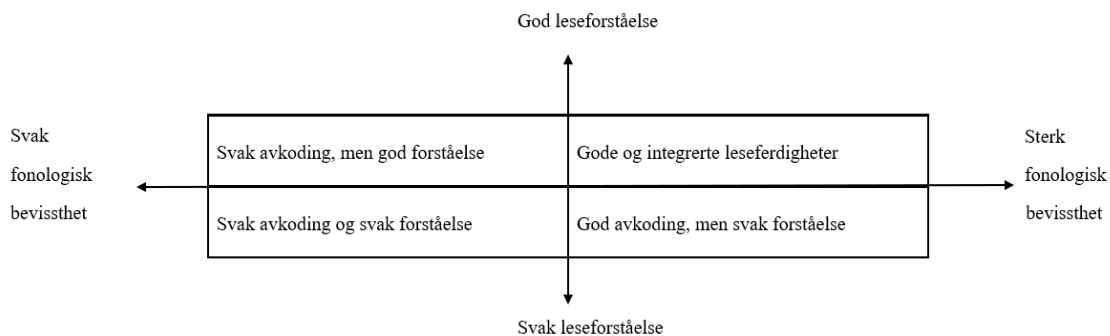 God leseforståelse
Svak
fonologisk
bevissthet
Svak avkoding, men god forståelse
Gode og integrerte leseferdigheter
Sterk
fonologisk
bevissthet
Svak avkoding og svak forståelse
God avkoding, men svak forståelse
Svak leseforståelse